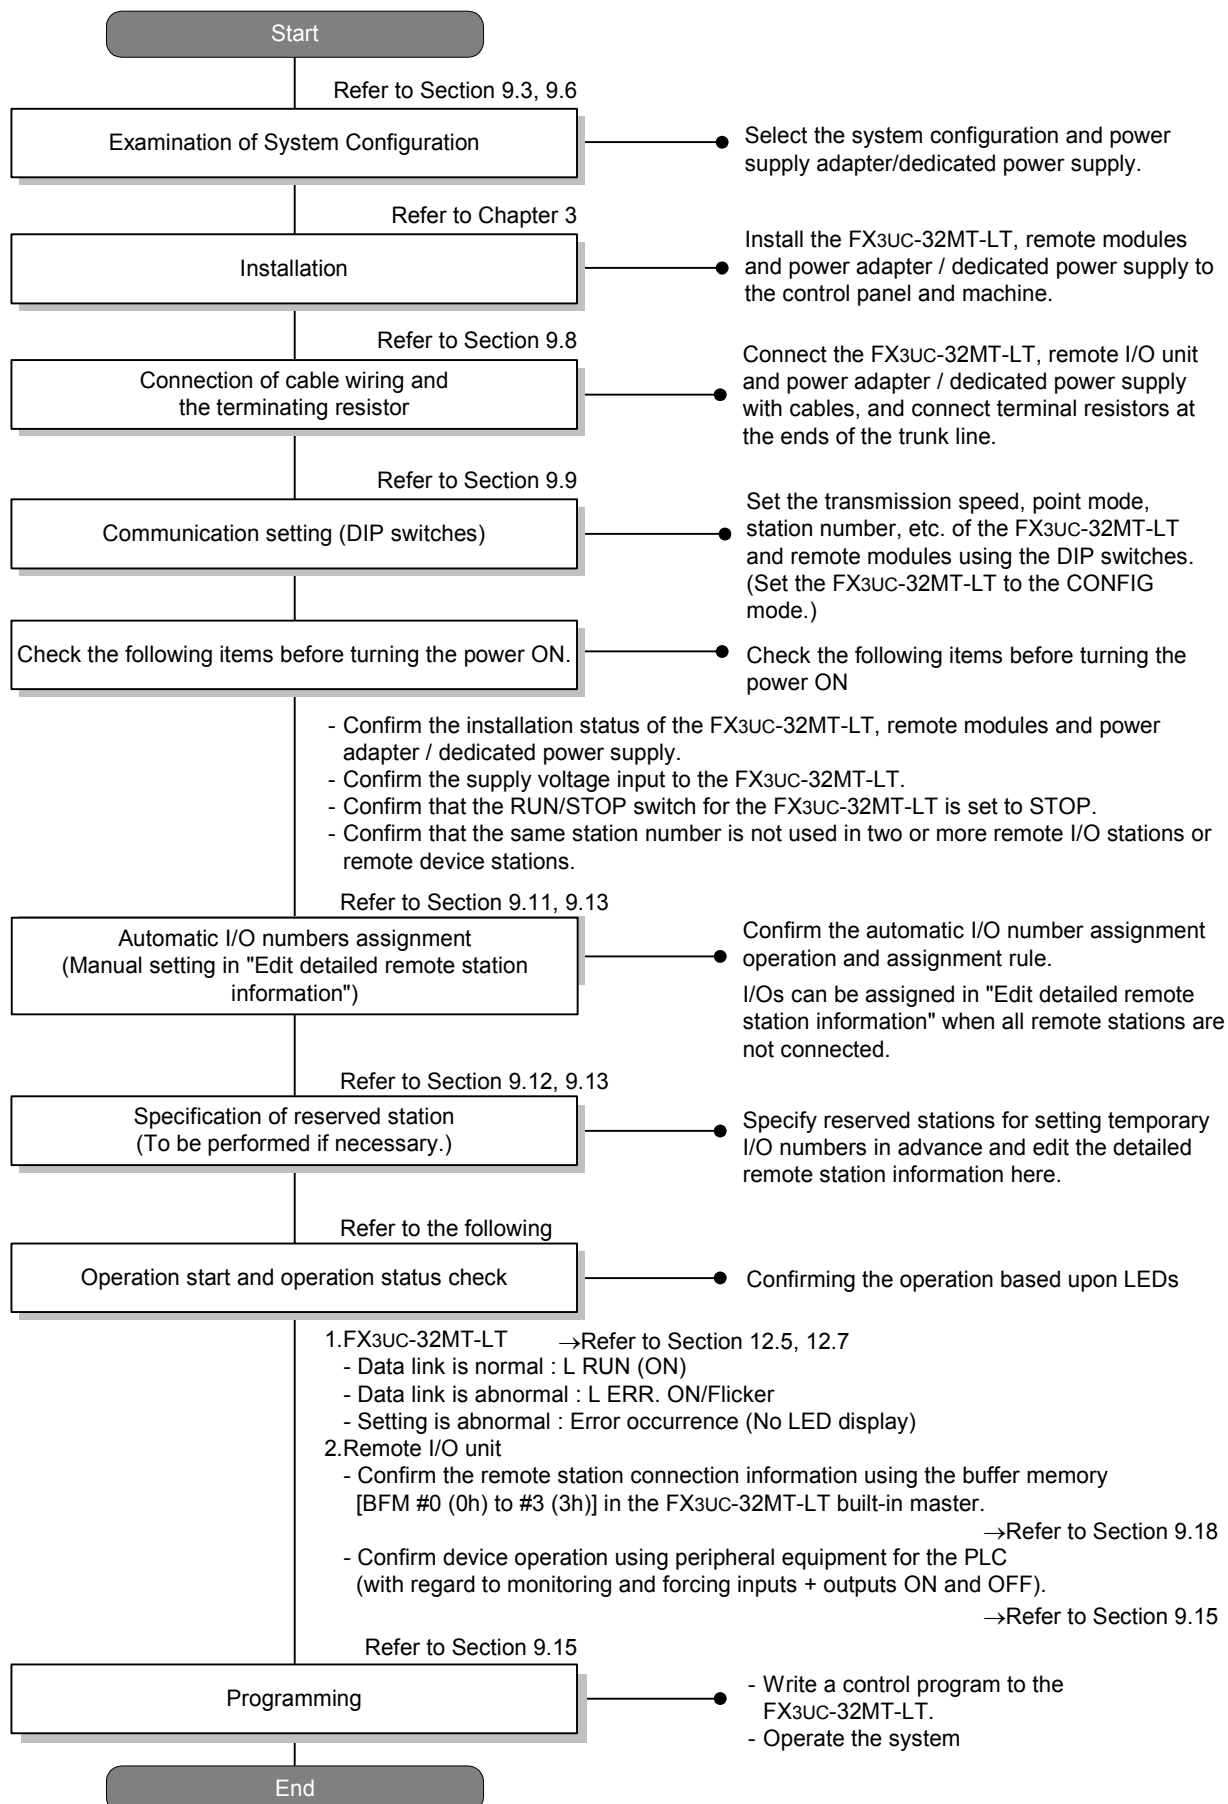 Start
Refer to Section 9.3, 9.6
Examination of System Configuration
Select the system configuration and power
supply adapter/dedicated power supply.
Refer to Chapter 3
Installation
Install the FX3UC-32MT-LT, remote modules
and power adapter / dedicated power supply to
the control panel and machine.
Refer to Section 9.8
Connection of cable wiring and
the terminating resistor
Connect the FX3UC-32MT-LT, remote I/O unit
and power adapter / dedicated power supply
with cables, and connect terminal resistors at
the ends of the trunk line.
Refer to Section 9.9
Communication setting (DIP switches)
Set the transmission speed, point mode,
station number, etc. of the FX3UC-32MT-LT
and remote modules using the DIP switches.
(Set the FX3UC-32MT-LT to the CONFIG
mode.)
Check the following items before turning the power ON.
Check the following items before turning the
power ON
- Confirm the installation status of the FX3UC-32MT-LT, remote modules and power
adapter / dedicated power supply.
- Confirm the supply voltage input to the FX3UC-32MT-LT.
- Confirm that the RUN/STOP switch for the FX3UC-32MT-LT is set to STOP.
- Confirm that the same station number is not used in two or more remote I/O stations or
remote device stations.
Refer to Section 9.11, 9.13
Automatic I/O numbers assignment
(Manual setting in "Edit detailed remote station
information")
Confirm the automatic I/O number assignment
operation and assignment rule.
I/Os can be assigned in "Edit detailed remote
station information" when all remote stations are
not connected.
Refer to Section 9.12, 9.13
Specification of reserved station
(To be performed if necessary.)
Specify reserved stations for setting temporary
I/O numbers in advance and edit the detailed
remote station information here.
Refer to the following
Operation start and operation status check
Confirming the operation based upon LEDs
1.FX3UC-32MT-LT →Refer to Section 12.5, 12.7
- Data link is normal : L RUN (ON)
- Data link is abnormal : L ERR. ON/Flicker
- Setting is abnormal : Error occurrence (No LED display)
2.Remote I/O unit
- Confirm the remote station connection information using the buffer memory
[BFM #0 (0h) to #3 (3h)] in the FX3UC-32MT-LT built-in master.
→Refer to Section 9.18
- Confirm device operation using peripheral equipment for the PLC
(with regard to monitoring and forcing inputs + outputs ON and OFF).
→Refer to Section 9.15
Refer to Section 9.15
Programming
- Write a control program to the
FX3UC-32MT-LT.
- Operate the system
End